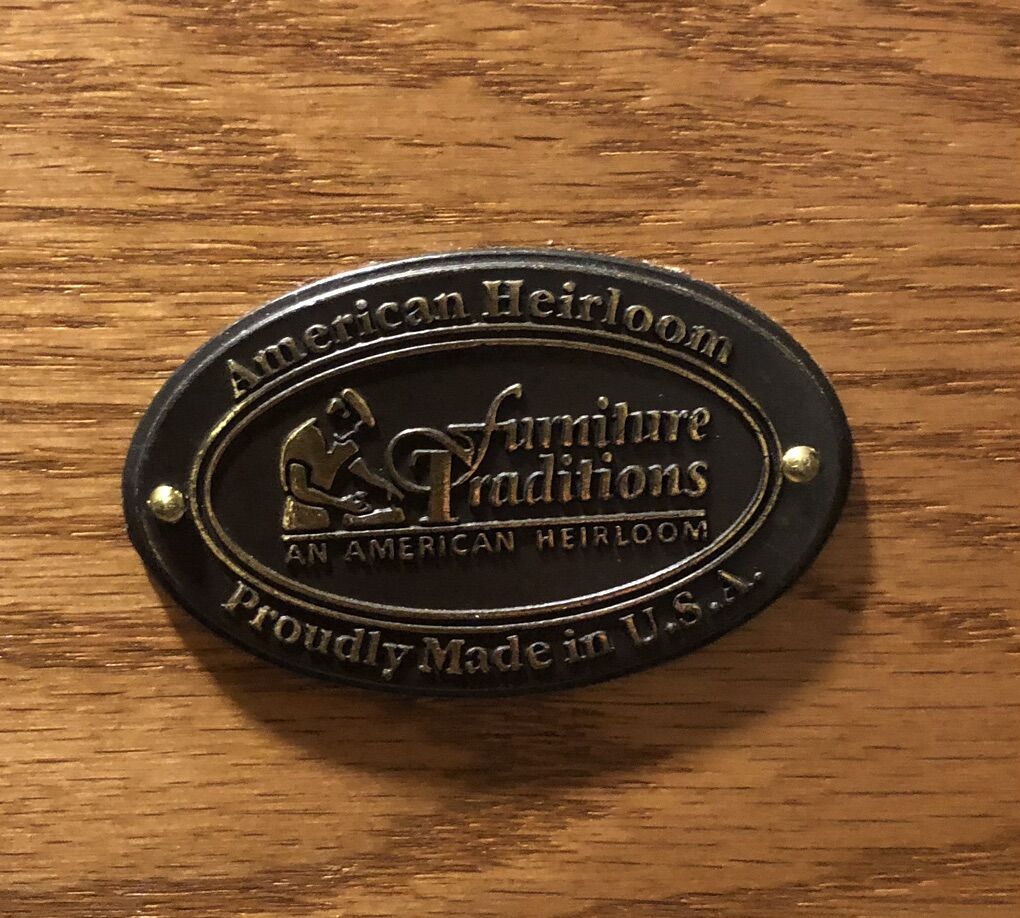 American Heirloom
Furniture
Traditions
AN AMERICAN HEIRLOOM
Proudly Made in U.S.A.